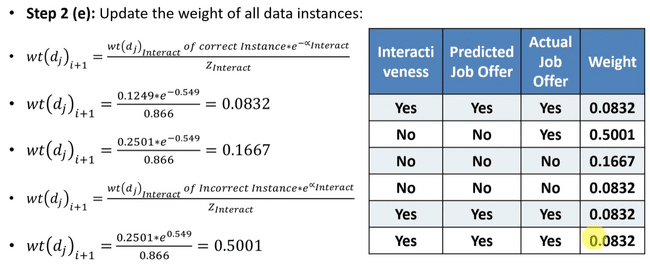 • Step 2 (e): Update the weight of all data instances:
• wt(d_j)_{i+1} = \frac{wt(d_j)_{Interact} of correct Instance*e^{-∝Interact}}{Z_{Interact}}
• wt(d_j)_{i+1} = \frac{0.1249*e^{-0.549}}{0.866} = 0.0832
• wt(d_j)_{i+1} = \frac{0.2501*e^{-0.549}}{0.866} = 0.1667
• wt(d_j)_{i+1} = \frac{wt(d_j)_{Interact} of Incorrect Instance*e^{∝Interact}}{Z_{Interact}}
• wt(d_j)_{i+1} = \frac{0.2501*e^{0.549}}{0.866} = 0.5001
Interacti
veness
Predicted
Job Offer
Actual
Job
Offer
Weight
Yes Yes Yes 0.0832
No No Yes 0.5001
No No No 0.1667
No No No 0.0832
Yes Yes Yes 0.0832
Yes Yes Yes 0.0832